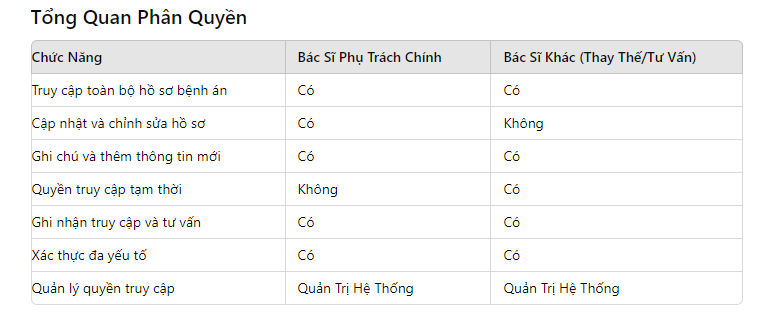 Tổng Quan Phân Quyền
Chức Năng Bác Sĩ Phụ Trách Chính Bác Sĩ Khác (Thay Thế/Tư Vấn)
Truy cập toàn bộ hồ sơ bệnh án Có Có
Cập nhật và chỉnh sửa hồ sơ Có Không
Ghi chú và thêm thông tin mới Có Có
Quyền truy cập tạm thời Không Có
Ghi nhận truy cập và tư vấn Có Có
Xác thực đa yếu tố Có Có
Quản lý quyền truy cập Quản Trị Hệ Thống Quản Trị Hệ Thống